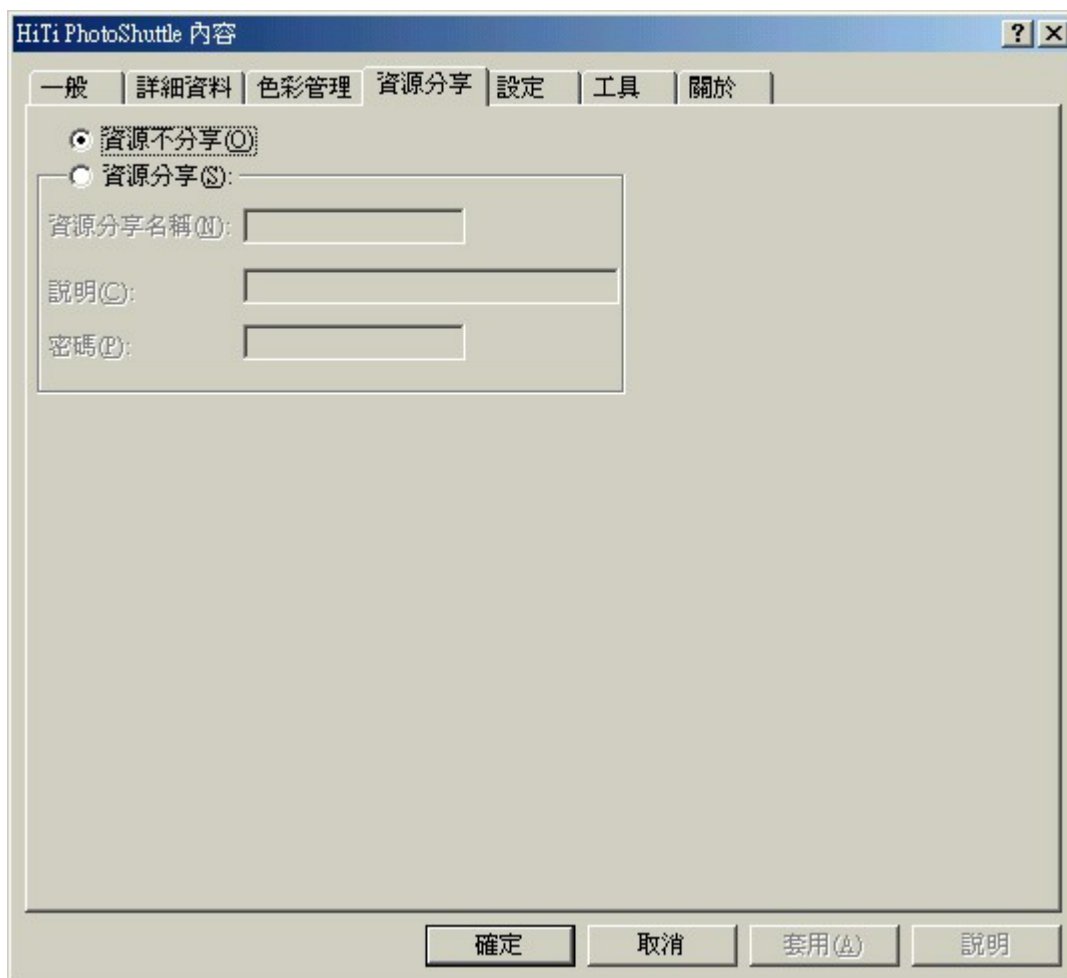 HiTi PhotoShuttle 內容
一般 詳細資料 色彩管理 資源分享 設定 工具 關於
資源不分享(O)
資源分享(S):
資源分享名稱(N):
說明(C):
密碼(P):
確定 取消 套用(A) 說明